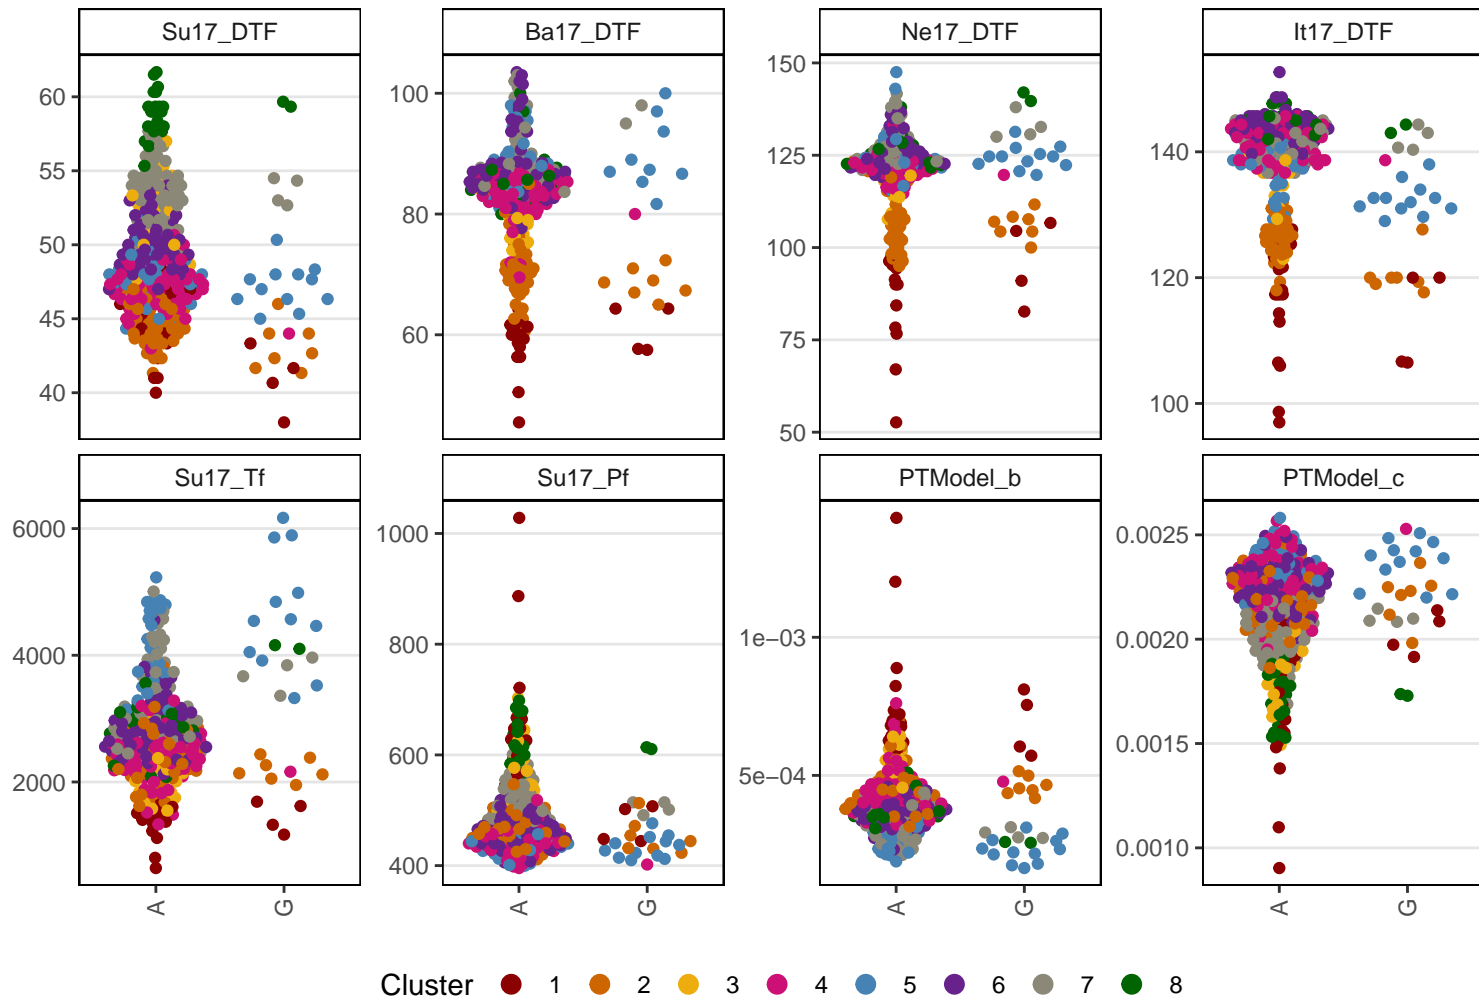 Su17_DTF Ba17_DTF Ne17_DTF It17_DTF
60 55 50 45 40
100 80 60
150 125 100 75 50
140 120 100
Su17_Tf Su17_Pf PTModel_b PTModel_c
6000 4000 2000
1000 800 600 400
1e−03 5e−04
0.0025 0.0020 0.0015 0.0010
A G A G A G A G
Cluster 1 2 3 4 5 6 7 8